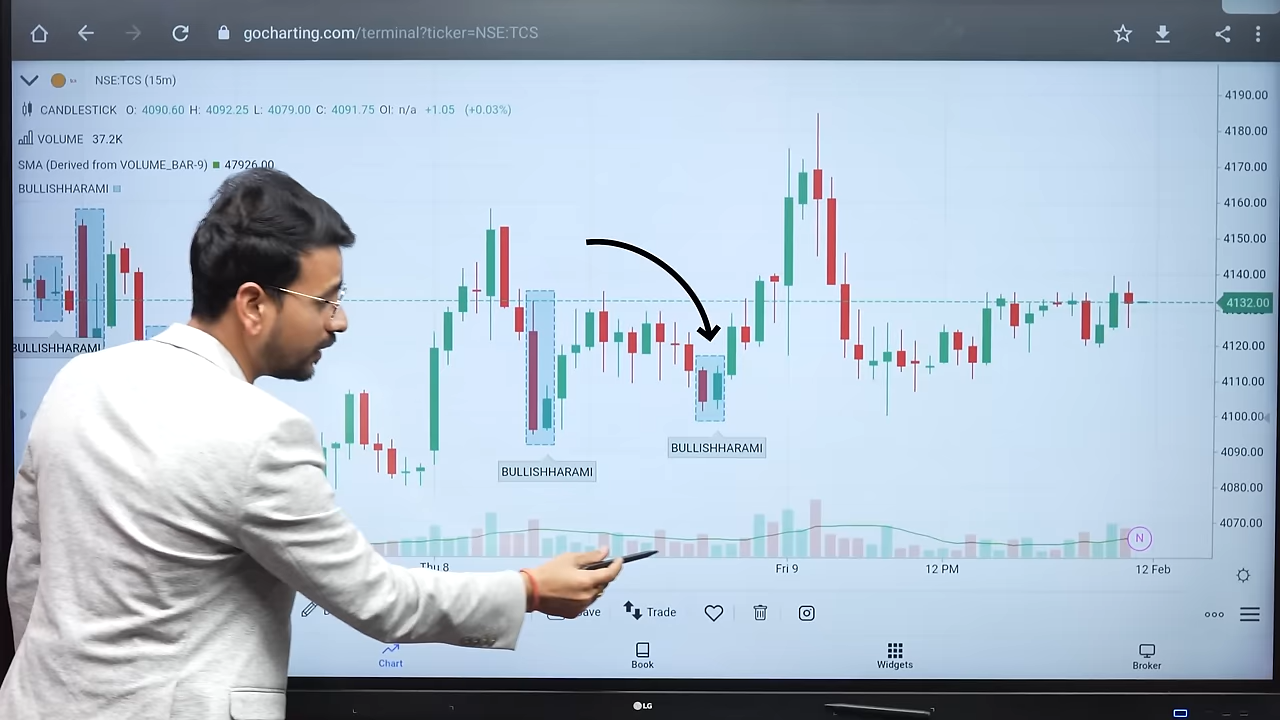 gocharting.com/terminal?ticker=NSE:TCS
NSE:TCS (15m)
CANDLESTICK O: 4090.60 H: 4092.25 L: 4079.00 C: 4091.75 OI: n/a +1.05 (+0.03%)
VOLUME 37.2K
SMA (Derived from VOLUME_BAR-9) 47926.00
BULLISHHARAMI
4190.00
4180.00
4170.00
4160.00
4150.00
4140.00
4132.00
4120.00
4110.00
4100.00
4090.00
4080.00
4070.00
BULLISHHARAMI
BULLISHHARAMI
BULLISHHARAMI
N
Thu 8
Fri 9
12 PM
12 Feb
Trade
Chart
Book
Widgets
Broker
LG